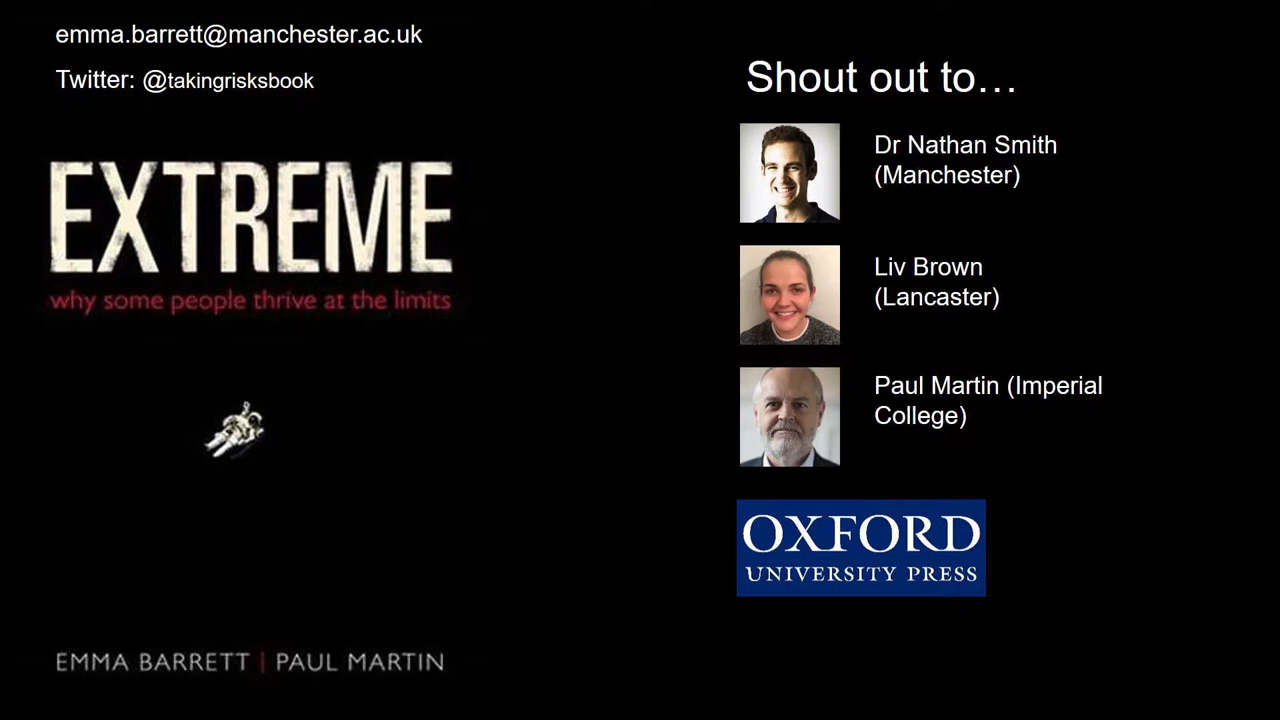 emma.barrett@manchester.ac.uk
Twitter: @takingrisksbook
EXTREME
why some people thrive at the limits
EMMA BARRETT | PAUL MARTIN
Shout out to…
Dr Nathan Smith
(Manchester)
Liv Brown
(Lancaster)
Paul Martin (Imperial
College)
OXFORD
UNIVERSITY PRESS